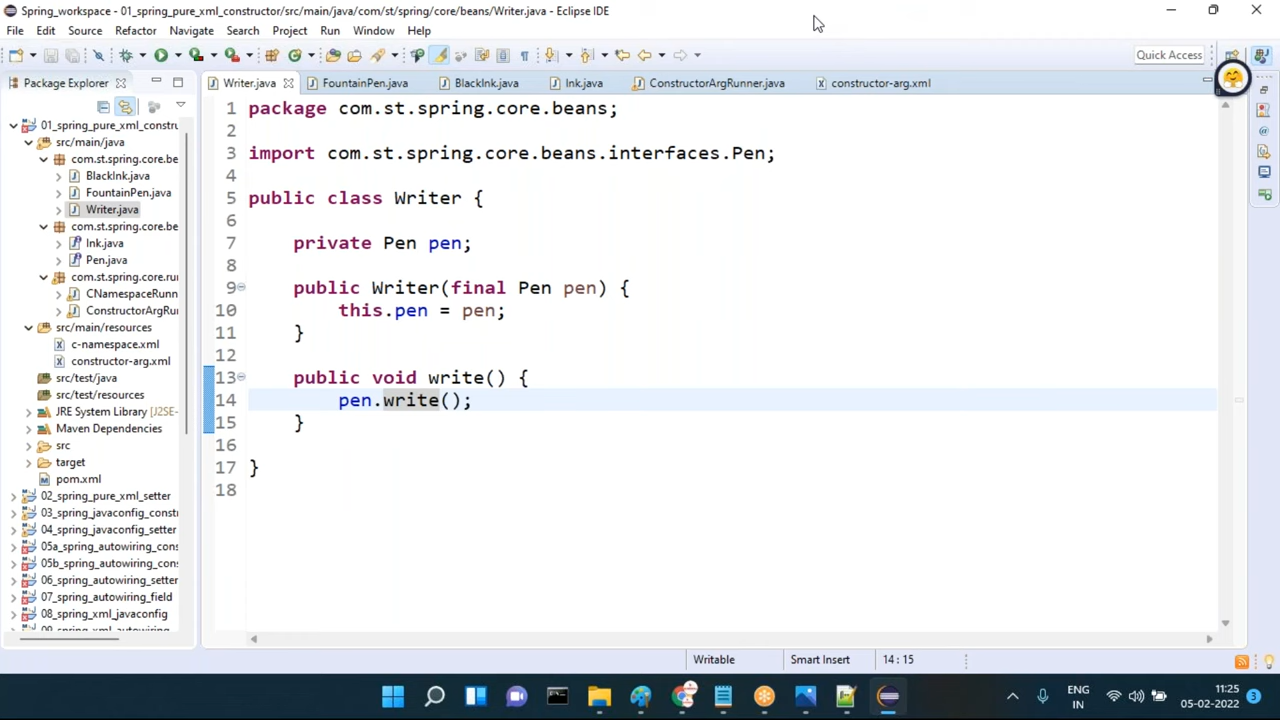 Spring_workspace - 01_spring_pure_xml_constructor/src/main/java/com/st/spring/core/beans/Writer.java - Eclipse IDE
File Edit Source Refactor Navigate Search Project Run Window Help
Quick Access
Package Explorer
Writer.java FountainPen.java BlackInk.java Ink.java ConstructorArgRunner.java constructor-arg.xml
01_spring_pure_xml_constru
src/main/java
com.st.spring.core.be
BlackInk.java
FountainPen.java
Writer.java
com.st.spring.core.be
Ink.java
Pen.java
com.st.spring.core.ru
CNamespaceRunn
ConstructorArgRu
src/main/resources
c-namespace.xml
constructor-arg.xml
src/test/java
src/test/resources
JRE System Library [J2SE-
Maven Dependencies
src
target
pom.xml
02_spring_pure_xml_setter
03_spring_javaconfig_const
04_spring_javaconfig_setter
05a_spring_autowiring_cons
05b_spring_autowiring_cons
06_spring_autowiring_setter
07_spring_autowiring_field
08_spring_xml_javaconfig
09_spring_xml_autowiring
1 package com.st.spring.core.beans;
2
3 import com.st.spring.core.beans.interfaces.Pen;
4
5 public class Writer {
6
7 private Pen pen;
8
9 public Writer(final Pen pen) {
10 this.pen = pen;
11 }
12
13 public void write() {
14 pen.write();
15 }
16
17 }
18
Writable Smart Insert 14 : 15
ENG
IN
11:25
05-02-2022
3